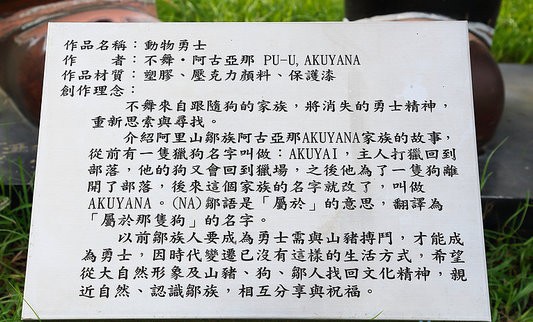 作品名稱：動物勇士
作　　者：不舞・阿古亞那 PU-U, AKUYANA
作品材質：塑膠、壓克力顏料、保護漆
創作理念：
不舞來自跟隨狗的家族，將消失的勇士精神，
重新思索與尋找。
介紹阿里山鄒族阿古亞那AKUYANA家族的故事，
從前有一隻獵狗名字叫做：AKUYAI，主人打獵回到
部落，他的狗又會回到獵場，之後他為了一隻狗離
開了部落，後來這個家族的名字就改了，叫做
AKUYANA。(NA)鄒語是「屬於」的意思，翻譯為
「屬於那隻狗」的名字。
以前鄒族人要成為勇士需與山豬搏鬥，才能成
為勇士，因時代變遷已沒有這樣的生活方式，希望
從大自然形象及山豬、狗、鄒人找回文化精神，親
近自然、認識鄒族，相互分享與祝福。